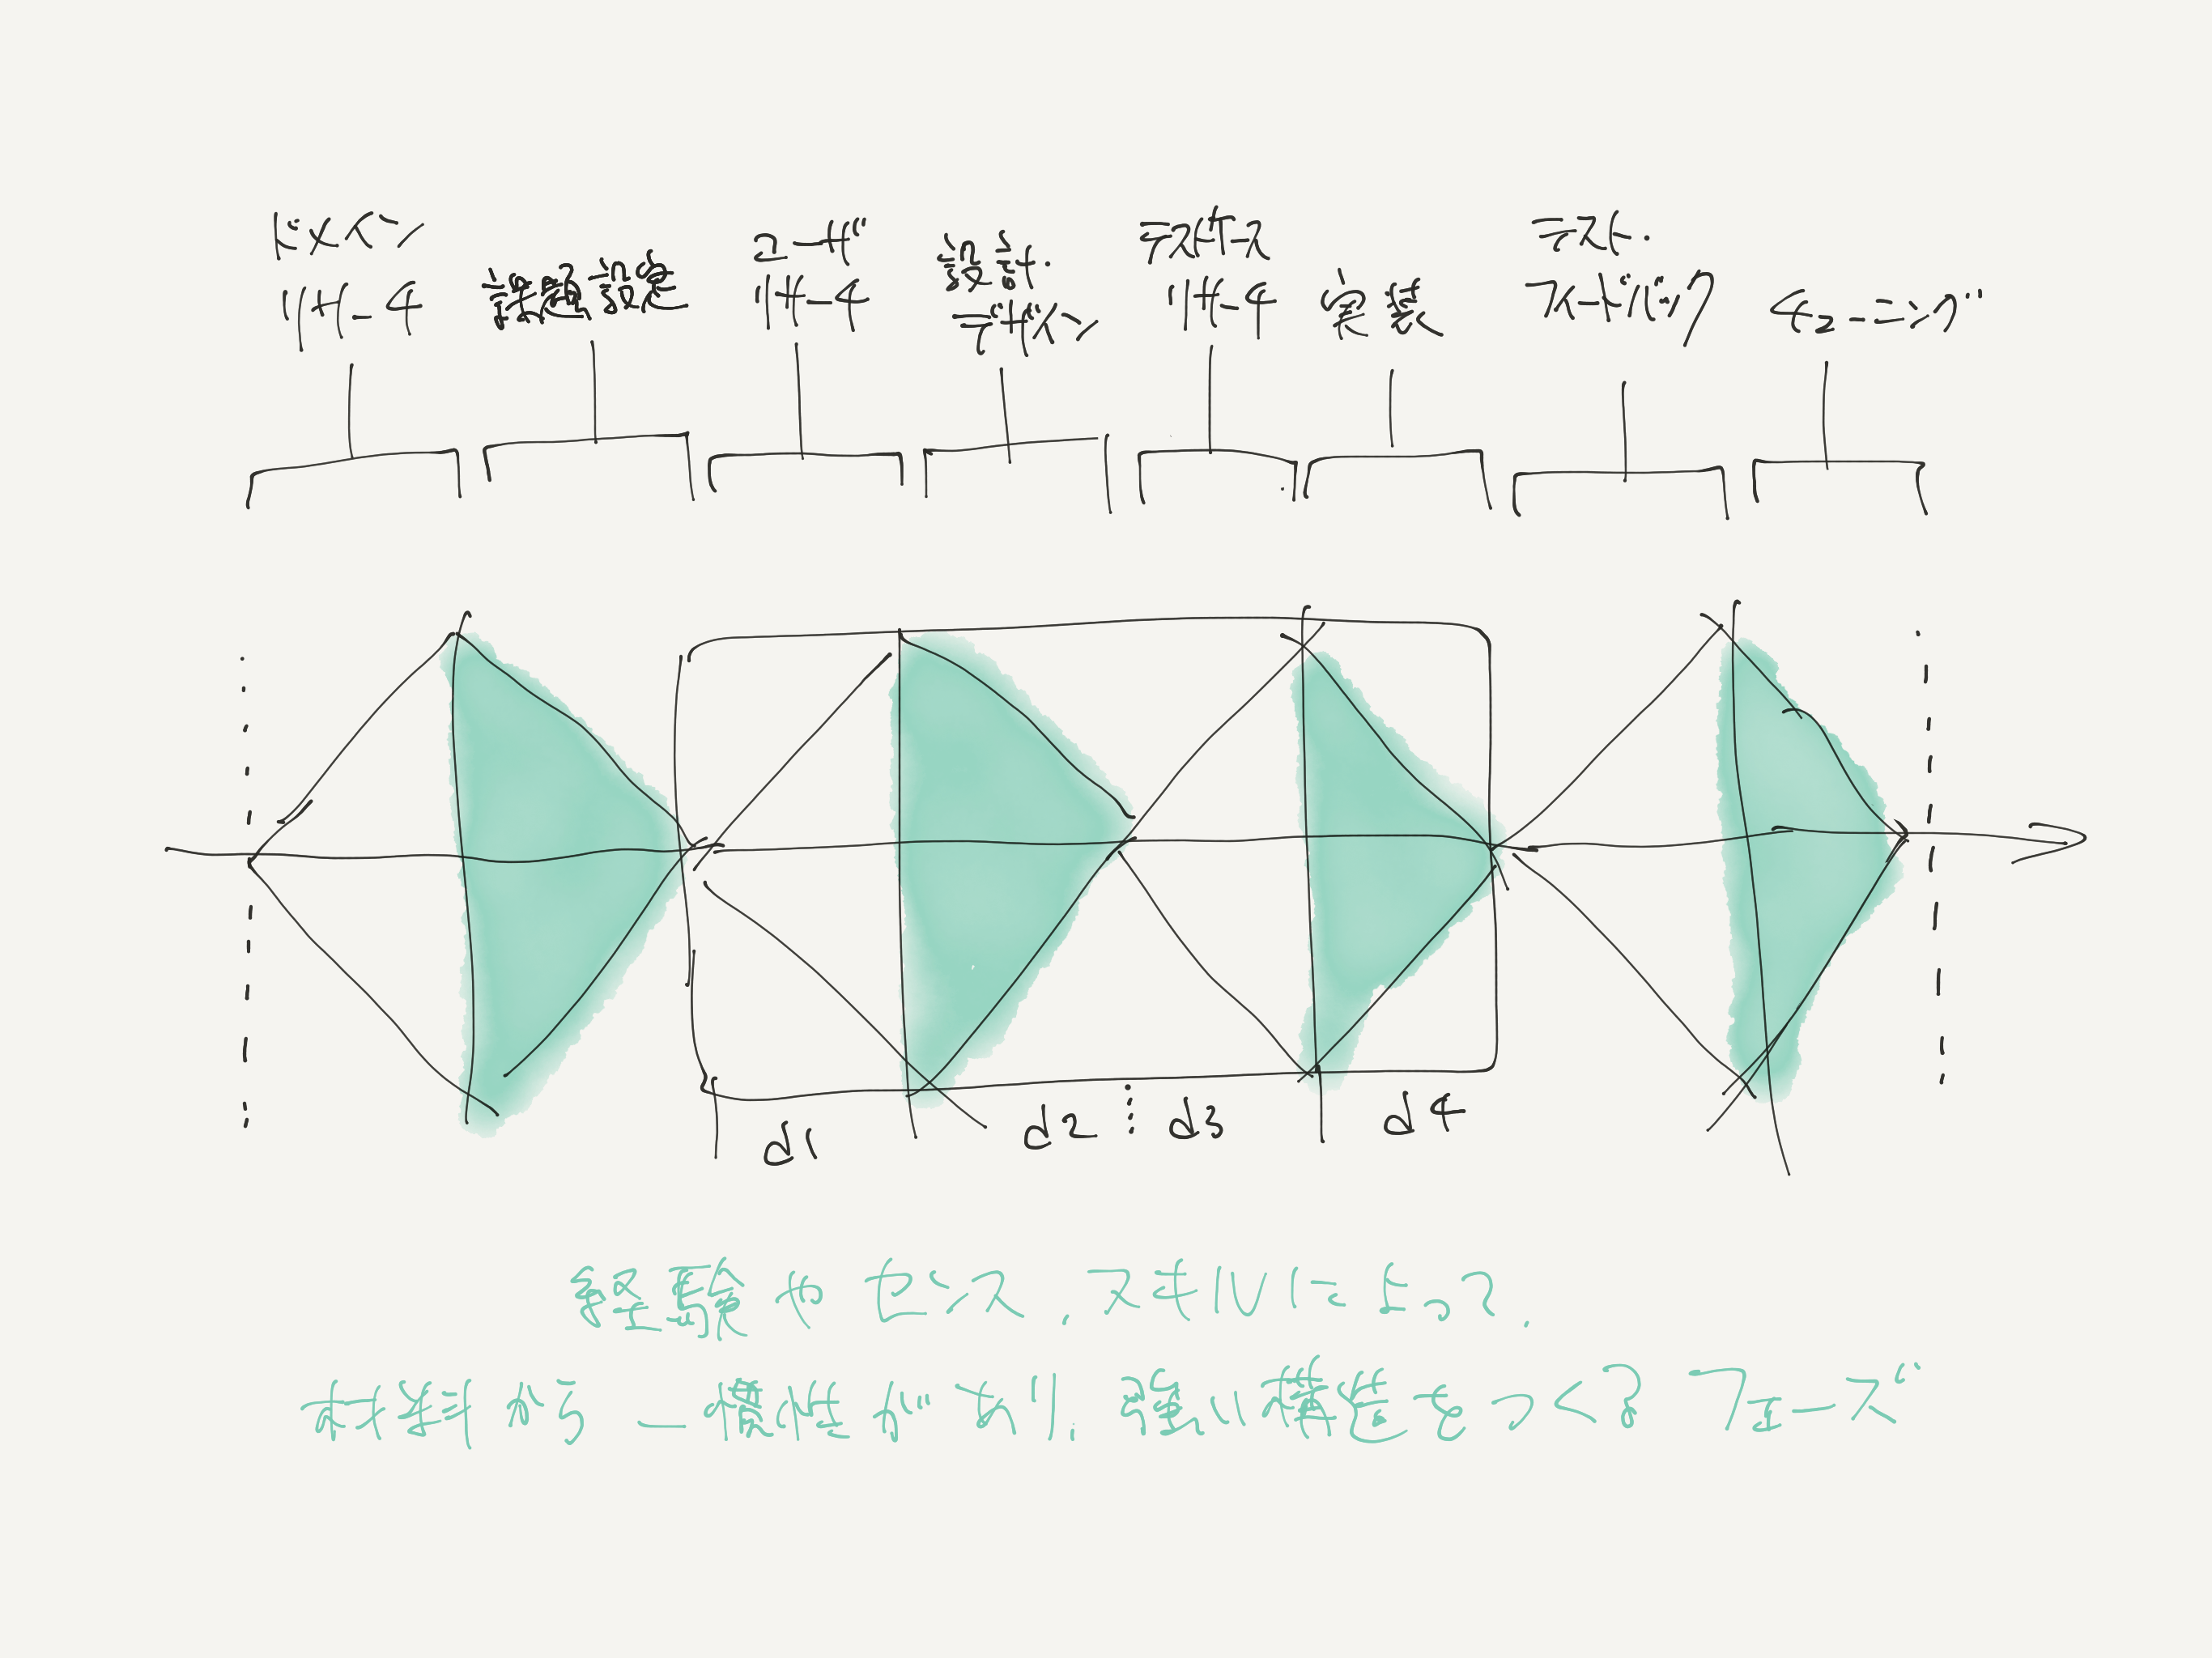 ドメイン
リサーチ
課題設定
ユーザ
リサーチ
設計・
デザイン
テストケース
リサーチ
実装
テスト・
フィードバック
チューニング
d1
d2
d3
d4
経験やセンス、スキルによって、
材料から一貫性があり、強い構造をつくるフェーズ